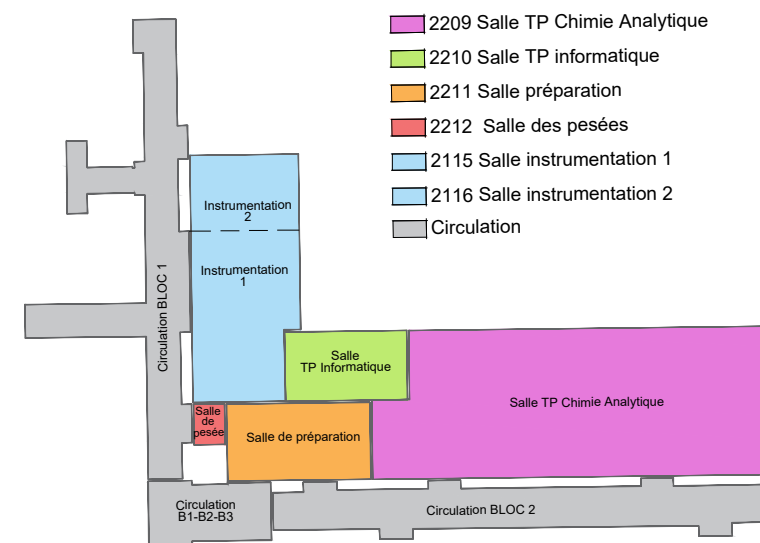 2209 Salle TP Chimie Analytique
2210 Salle TP informatique
2211 Salle préparation
2212 Salle des pesées
2115 Salle instrumentation 1
2116 Salle instrumentation 2
Circulation
Instrumentation
2
Instrumentation
1
Circulation BLOC 1
Salle
TP Informatique
Salle TP Chimie Analytique
Salle
de
pesée
Salle de préparation
Circulation
B1-B2-B3
Circulation BLOC 2